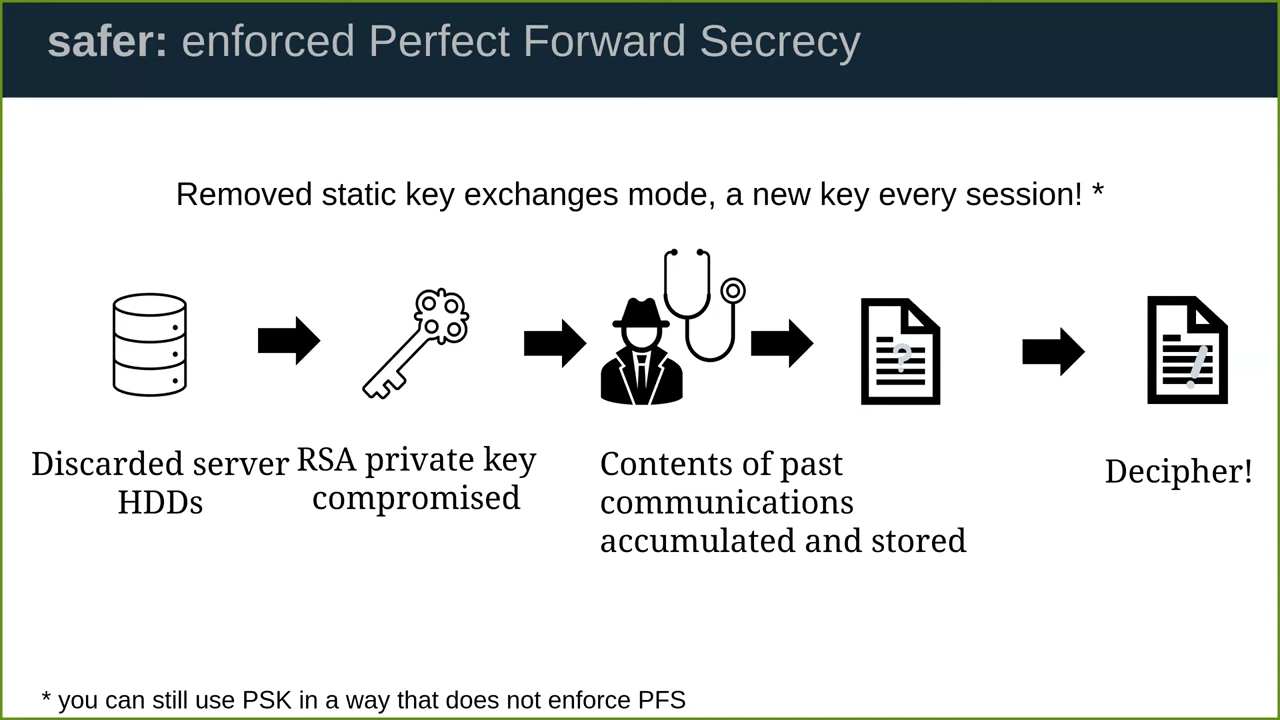 safer: enforced Perfect Forward Secrecy
Removed static key exchanges mode, a new key every session! *
?
!
Discarded server
HDDs
RSA private key
compromised
Contents of past
communications
accumulated and stored
Decipher!
* you can still use PSK in a way that does not enforce PFS